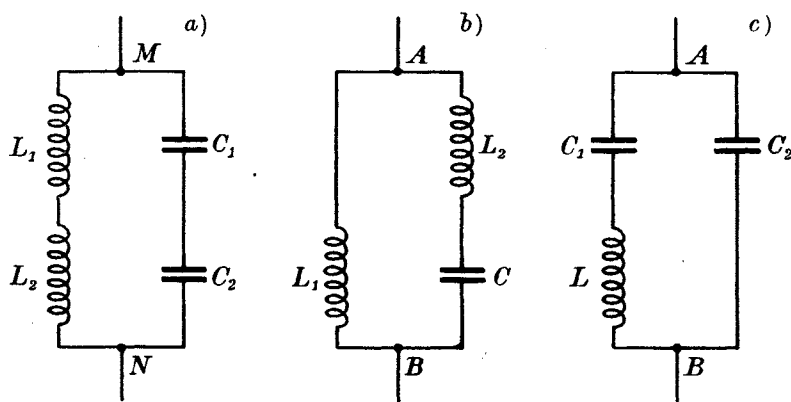 a) b) c)
M A A
L₁ C₁ L₂ C₁ C₂
L₂ C₂ L₁ C L
N B B